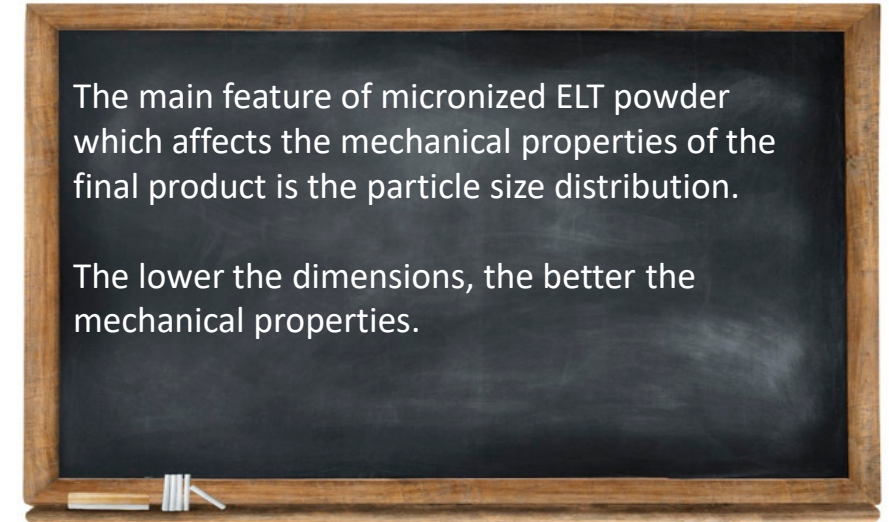 The main feature of micronized ELT powder
which affects the mechanical properties of the
final product is the particle size distribution.
The lower the dimensions, the better the
mechanical properties.